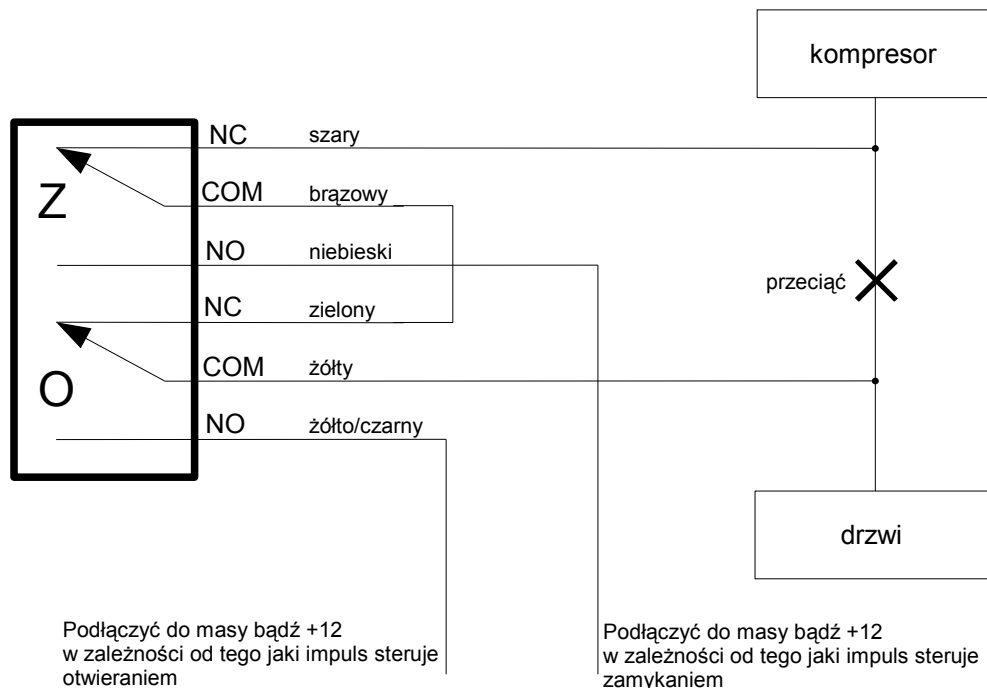 kompresor
NC szary
Z
COM brązowy
NO niebieski
przeciąć
NC zielony
COM żółty
O
NO żółto/czarny
drzwi
Podłączyć do masy bądź +12
w zależności od tego jaki impuls steruje
otwieraniem
Podłączyć do masy bądź +12
w zależności od tego jaki impuls steruje
zamykaniem